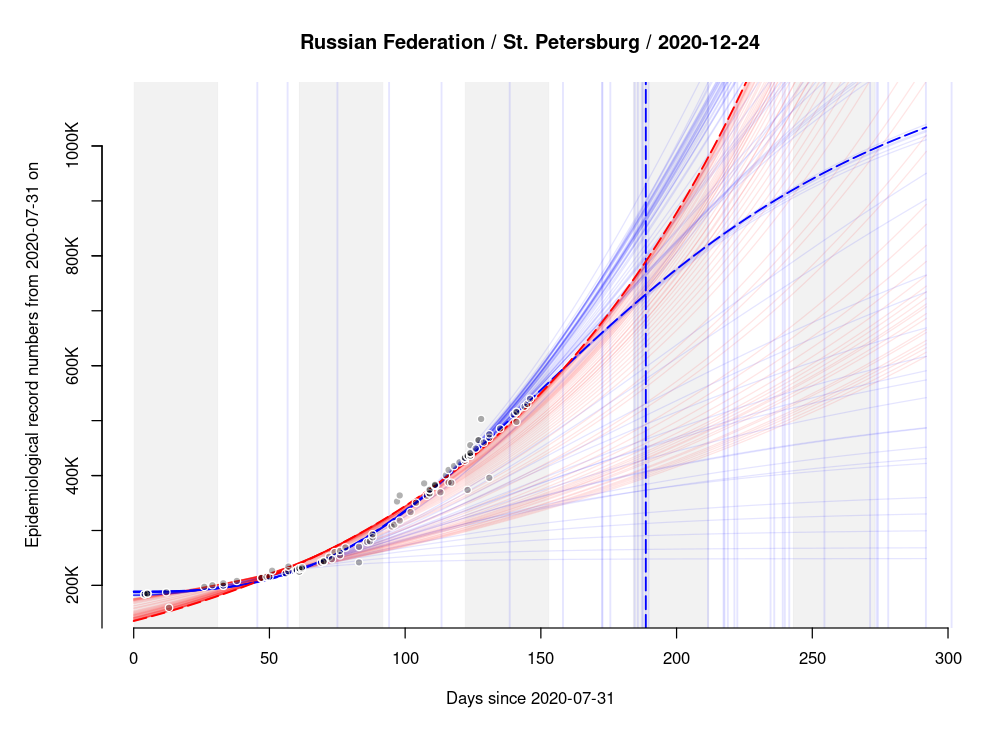 Russian Federation / St. Petersburg / 2020-12-24
Epidemiological record numbers from 2020-07-31 on
1000K
800K
600K
400K
200K
0 50 100 150 200 250 300
Days since 2020-07-31